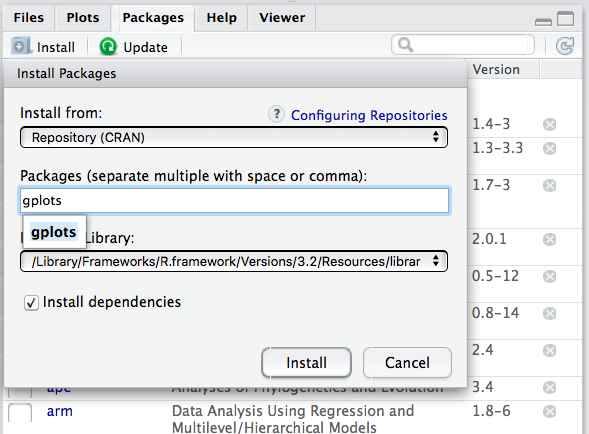 Files Plots Packages Help Viewer
Install Update
Version
Install Packages
Install from: ? Configuring Repositories
Repository (CRAN)
1.4-3
1.3-3.3
Packages (separate multiple with space or comma):
1.7-3
gplots
gplots
Library:
2.0.1
/Library/Frameworks/R.framework/Versions/3.2/Resources/librar
0.5-12
Install dependencies
0.8-14
2.4
Install Cancel
ape Analyses of Phylogenetics and Evolution 3.4
arm Data Analysis Using Regression and 1.8-6
Multilevel/Hierarchical Models